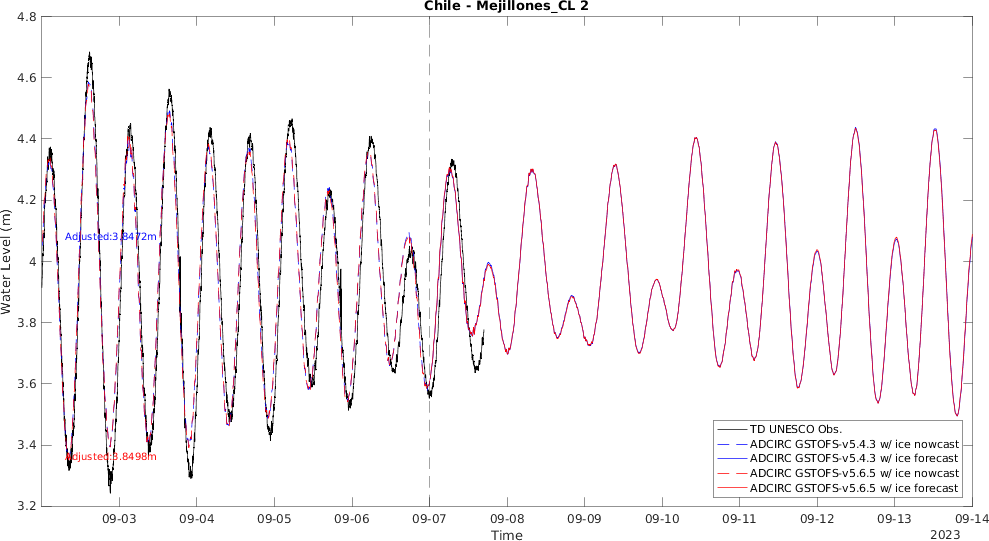 Chile - Mejillones_CL 2
4.8
4.6
4.4
4.2
4
3.8
3.6
3.4
3.2
Water Level (m)
Adjusted:3.8472m
Adjusted:3.8498m
TD UNESCO Obs.
ADCIRC GSTOFS-v5.4.3 w/ ice nowcast
ADCIRC GSTOFS-v5.4.3 w/ ice forecast
ADCIRC GSTOFS-v5.6.5 w/ ice nowcast
ADCIRC GSTOFS-v5.6.5 w/ ice forecast
09-03 09-04 09-05 09-06 09-07 09-08 09-09 09-10 09-11 09-12 09-13 09-14
Time
2023